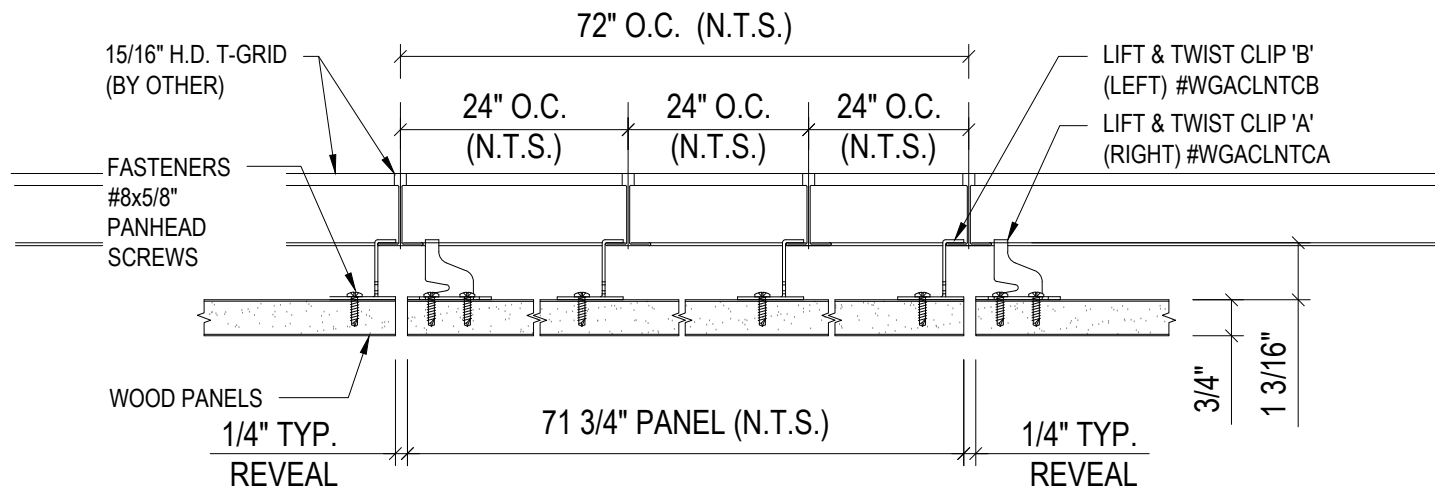 72" O.C. (N.T.S.)
15/16" H.D. T-GRID
(BY OTHER)
LIFT & TWIST CLIP 'B'
(LEFT) #WGACLNTCB
24" O.C.
(N.T.S.)
24" O.C.
(N.T.S.)
24" O.C.
(N.T.S.)
LIFT & TWIST CLIP 'A'
(RIGHT) #WGACLNTCA
FASTENERS
#8x5/8"
PANHEAD
SCREWS
WOOD PANELS
3/4"
1 3/16"
1/4" TYP.
REVEAL
71 3/4" PANEL (N.T.S.)
1/4" TYP.
REVEAL